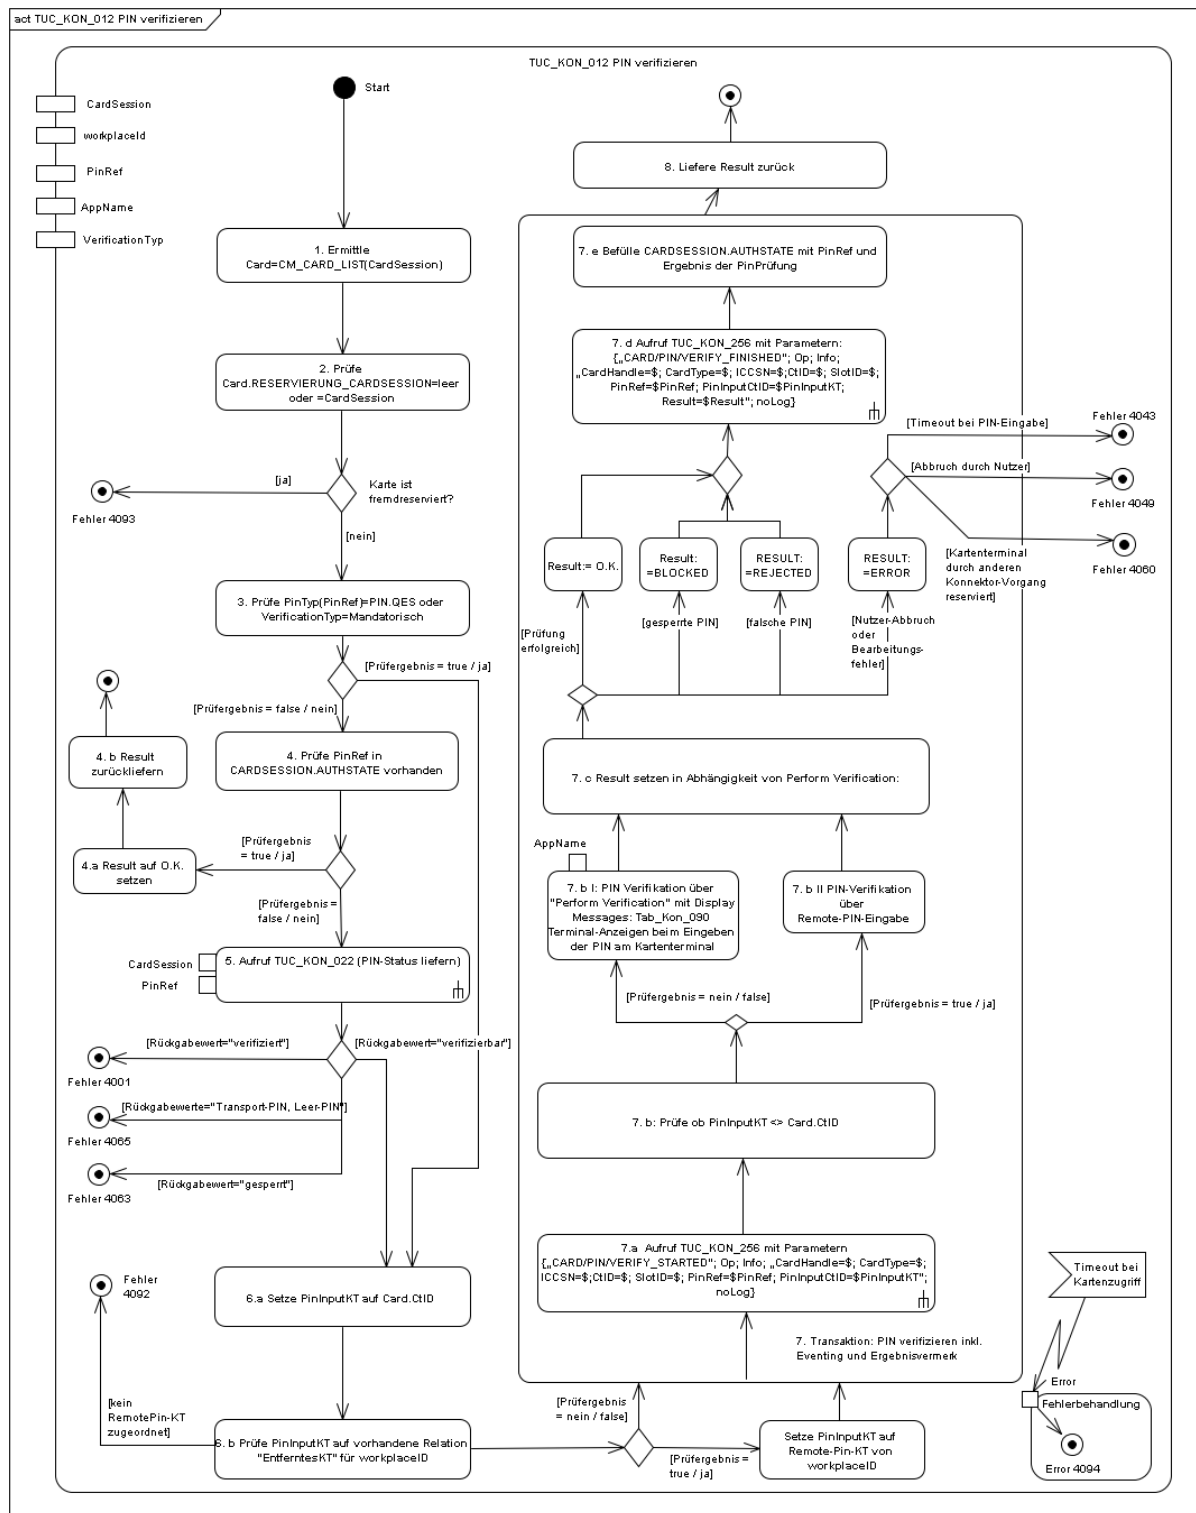 act TUC_KON_012 PIN verifizieren
TUC_KON_012 PIN verifizieren
CardSession
workplaceId
PinRef
AppName
VerificationTyp
Start
1. Ermittle
Card=CM_CARD_LIST(CardSession)
2. Prüfe
Card.RESERVIERUNG_CARDSESSION=leer
oder =CardSession
Karte ist
fremdreserviert?
[ja]
Fehler 4093
[nein]
3. Prüfe PinTyp(PinRef)=PIN.QES oder
VerificationTyp=Mandatorisch
[Prüfergebnis = true / ja]
[Prüfergebnis = false / nein]
4. Prüfe PinRef in
CARDSESSION.AUTHSTATE vorhanden
4. b Result
zurückliefern
[Prüfergebnis
= true / ja]
4.a Result auf O.K.
setzen
[Prüfergebnis =
false / nein]
CardSession
PinRef
5. Aufruf TUC_KON_022 (PIN-Status liefern)
[Rückgabewert="verifiziert"]
[Rückgabewert="verifizierbar"]
Fehler 4001
[Rückgabewerte="Transport-PIN, Leer-PIN"]
Fehler 4065
[Rückgabewert="gesperrt"]
Fehler 4063
Fehler
4092
6.a Setze PinInputKT auf Card.CtID
[kein
RemotePin-KT
zugeordnet]
6. b Prüfe PinInputKT auf vorhandene Relation
"EntferntesKT" für workplaceID
[Prüfergebnis
= nein / false]
[Prüfergebnis =
true / ja]
Setze PinInputKT auf
Remote-Pin-KT von
workplaceID
7. Transaktion: PIN verifizieren inkl.
Eventing und Ergebnisvermerk
7.a Aufruf TUC_KON_256 mit Parametern
{„CARD/PIN/VERIFY_STARTED"; Op; Info; „CardHandle=$; CardType=$;
ICCSN=$;CtID=$; SlotID=$; PinRef=$PinRef; PinInputCtID=$PinInputKT";
noLog}
7. b: Prüfe ob PinInputKT <> Card.CtID
[Prüfergebnis = nein / false]
[Prüfergebnis = true / ja]
AppName
7. b I: PIN Verifikation über
"Perform Verification" mit Display
Messages: Tab_Kon_090
Terminal-Anzeigen beim Eingeben
der PIN am Kartenterminal
7. b II PIN-Verifikation
über
Remote-PIN-Eingabe
7. c Result setzen in Abhängigkeit von Perform Verification:
[Prüfung
erfolgreich]
[gesperrte PIN]
[falsche PIN]
[Nutzer-Abbruch
oder
Bearbeitungs-
fehler]
Result:= O.K.
Result:
=BLOCKED
RESULT:
=REJECTED
RESULT:
=ERROR
[Timeout bei PIN-Eingabe]
Fehler 4043
[Abbruch durch Nutzer]
Fehler 4049
[Kartenterminal
durch anderen
Konnektor-Vorgang
reserviert]
Fehler 4060
7. d Aufruf TUC_KON_256 mit Parametern:
{„CARD/PIN/VERIFY_FINISHED"; Op; Info;
„CardHandle=$; CardType=$; ICCSN=$;CtID=$; SlotID=$;
PinRef=$PinRef; PinInputCtID=$PinInputKT;
Result=$Result"; noLog}
7. e Befülle CARDSESSION.AUTHSTATE mit PinRef und
Ergebnis der PinPrüfung
8. Liefere Result zurück
Timeout bei
Kartenzugriff
Error
Fehlerbehandlung
Error 4094